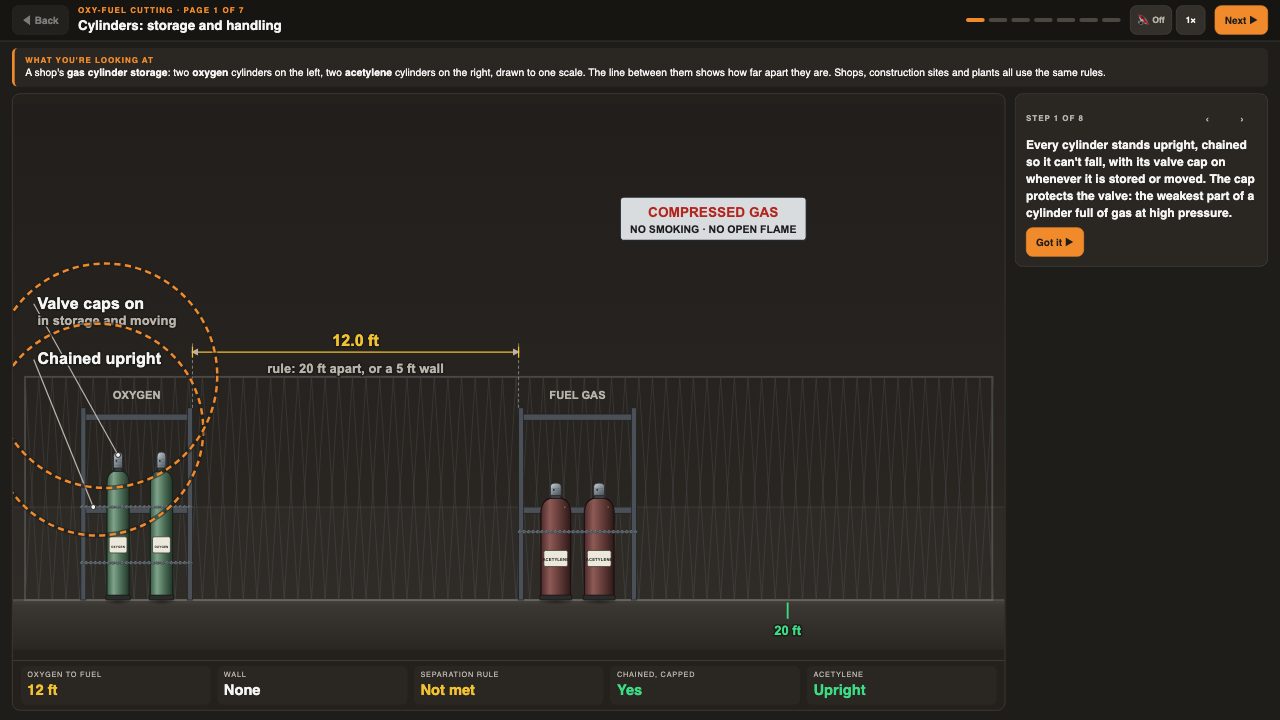 Back
OXY-FUEL CUTTING · PAGE 1 OF 7
Cylinders: storage and handling
Off
1x
Next
WHAT YOU'RE LOOKING AT
A shop's gas cylinder storage: two oxygen cylinders on the left, two acetylene cylinders on the right, drawn to one scale. The line between them shows how far apart they are. Shops, construction sites and plants all use the same rules.
COMPRESSED GAS
NO SMOKING · NO OPEN FLAME
Valve caps on
in storage and moving
Chained upright
12.0 ft
rule: 20 ft apart, or a 5 ft wall
OXYGEN
FUEL GAS
OXYGEN
OXYGEN
ACETYLENE
ACETYLENE
20 ft
STEP 1 OF 8
Every cylinder stands upright, chained
so it can't fall, with its valve cap on
whenever it is stored or moved. The cap
protects the valve: the weakest part of a
cylinder full of gas at high pressure.
Got it
OXYGEN TO FUEL
12 ft
WALL
None
SEPARATION RULE
Not met
CHAINED, CAPPED
Yes
ACETYLENE
Upright